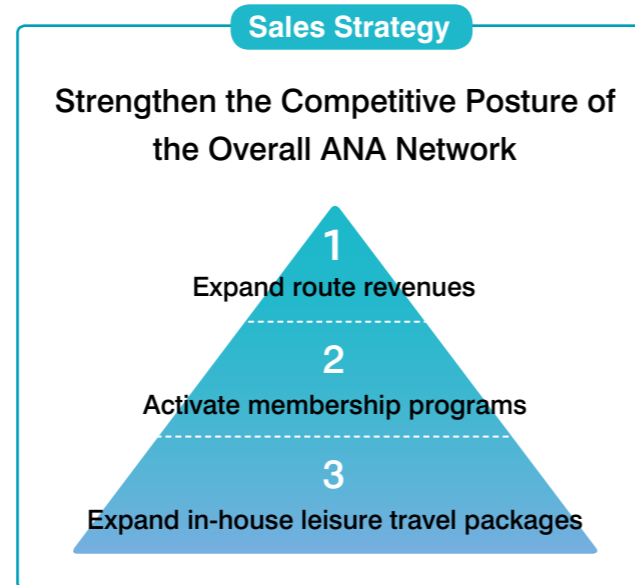 Sales Strategy
Strengthen the Competitive Posture of
the Overall ANA Network
1
Expand route revenues
2
Activate membership programs
3
Expand in-house leisure travel packages